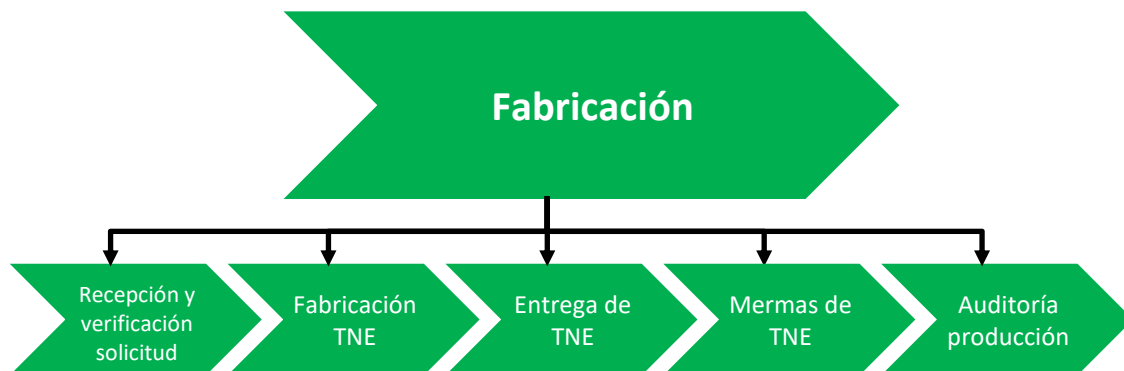 Fabricación
Recepción y
verificación
solicitud
Fabricación
TNE
Entrega de
TNE
Mermas de
TNE
Auditoría
producción